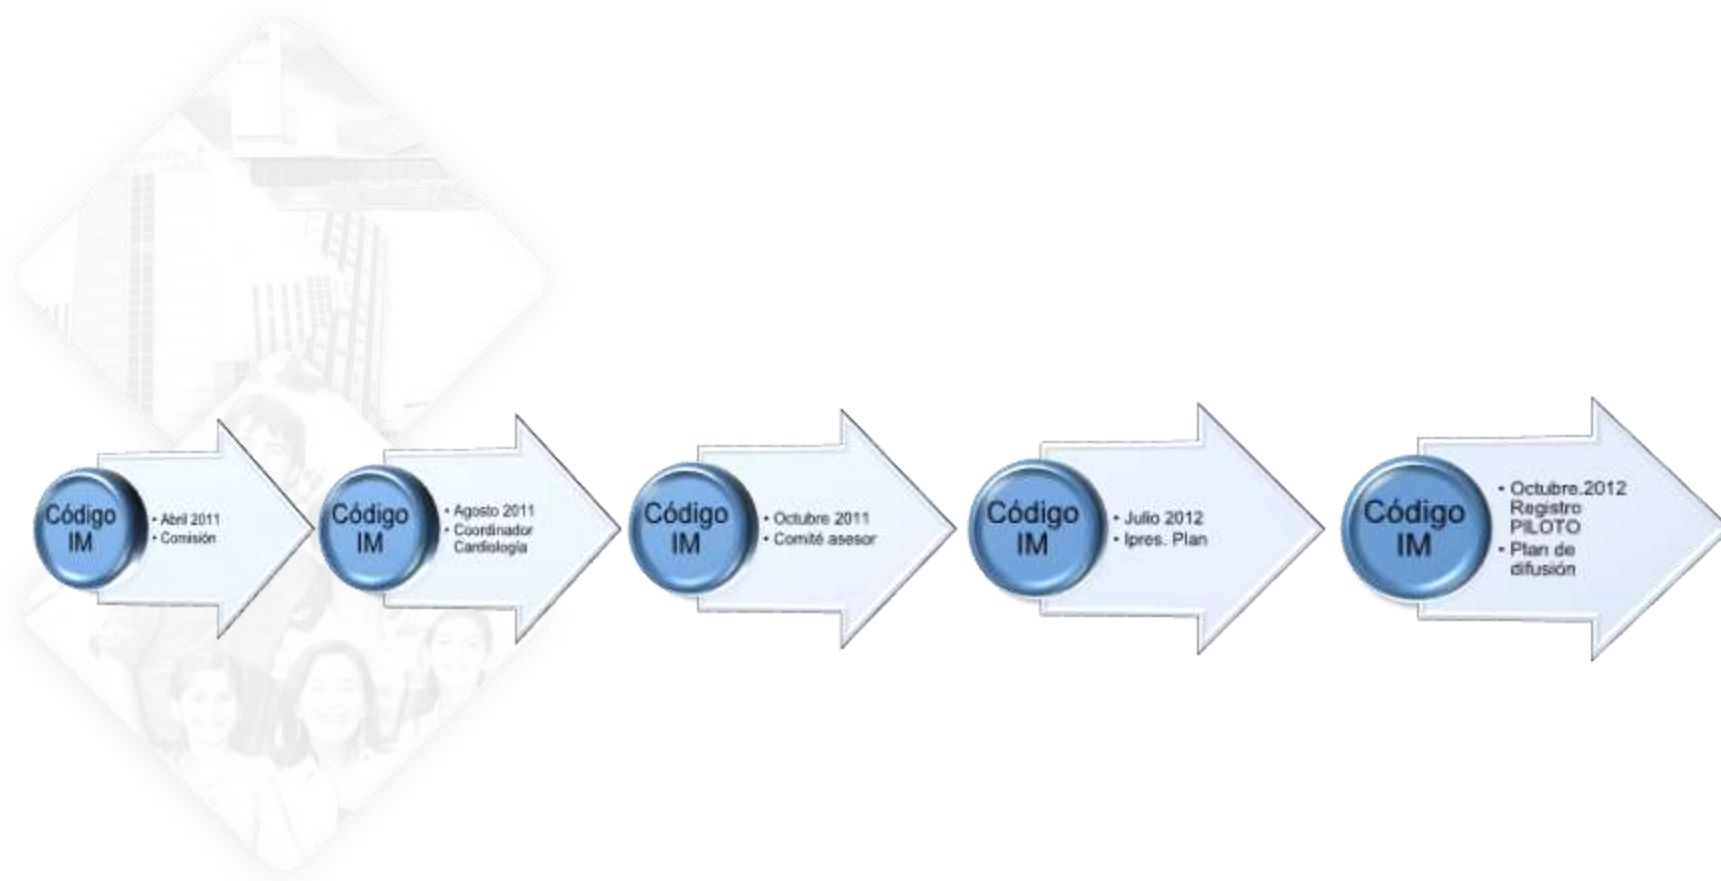 Código
IM
• Abril 2011
• Comisión
Código
IM
• Agosto 2011
• Coordinador
Cardiología
Código
IM
• Octubre 2011
• Comité asesor
Código
IM
• Julio 2012
• Ipres. Plan
Código
IM
• Octubre.2012
Registro
PILOTO
• Plan de
difusión